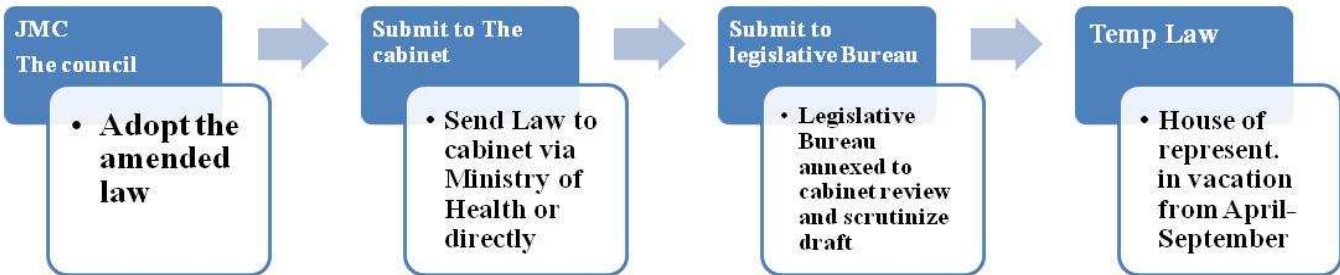 JMC
The council
• Adopt the
amended
law
Submit to The
cabinet
• Send Law to
cabinet via
Ministry of
Health or
directly
Submit to
legislative Bureau
• Legislative
Bureau
annexed to
cabinet review
and scrutinize
draft
Temp Law
• House of
represent.
in vacation
from April-
September